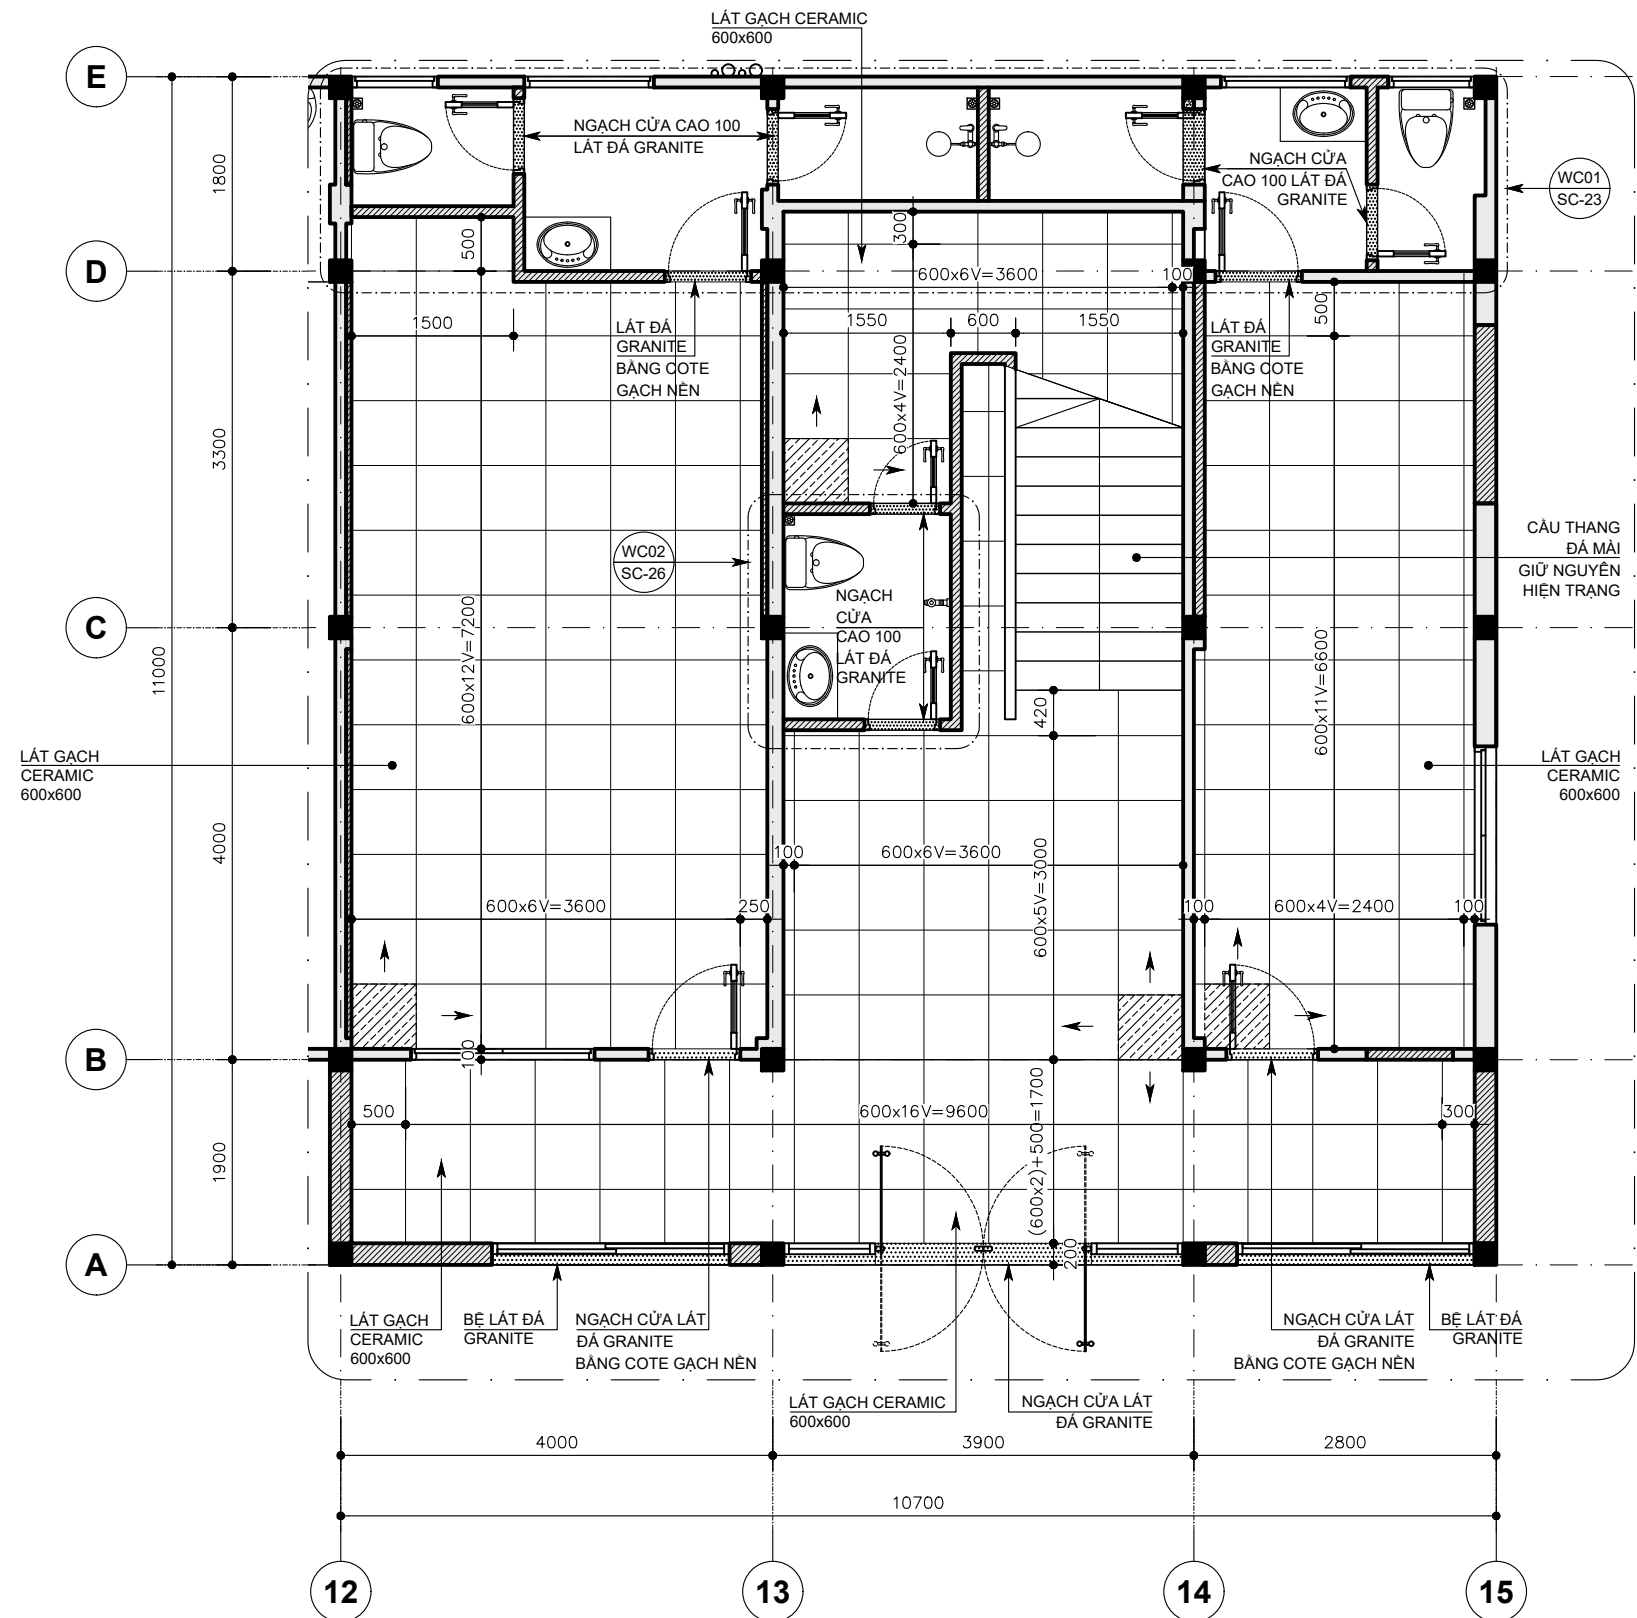 LÁT GẠCH CERAMIC
600x600
E
NGẠCH CỬA CAO 100
LÁT ĐÁ GRANITE
NGẠCH CỬA
CAO 100 LÁT ĐÁ
GRANITE
WC01
SC-23
1800
500
300
D
600x6V=3600
100
1500
1550
600
1550
500
LÁT ĐÁ
GRANITE
BẰNG COTE
GẠCH NỀN
LÁT ĐÁ
GRANITE
BẰNG COTE
GẠCH NỀN
600x4V=2400
3300
WC02
SC-26
CẦU THANG
ĐÁ MÀI
GIỮ NGUYÊN
HIỆN TRẠNG
NGẠCH
CỬA
CAO 100
LÁT ĐÁ
GRANITE
C
11000
600x12V=7200
600x11V=6600
420
LÁT GẠCH
CERAMIC
600x600
LÁT GẠCH
CERAMIC
600x600
4000
100
600x6V=3600
600x5V=3000
600x6V=3600
250
100
600x4V=2400
100
B
100
500
600x16V=9600
(600x2)+500=1700
300
1900
A
200
LÁT GẠCH
CERAMIC
600x600
BỆ LÁT ĐÁ
GRANITE
NGẠCH CỬA LÁT
ĐÁ GRANITE
BẰNG COTE GẠCH NỀN
NGẠCH CỬA LÁT
ĐÁ GRANITE
BẰNG COTE GẠCH NỀN
BỆ LÁT ĐÁ
GRANITE
LÁT GẠCH CERAMIC
600x600
NGẠCH CỬA LÁT
ĐÁ GRANITE
4000
3900
2800
10700
12
13
14
15